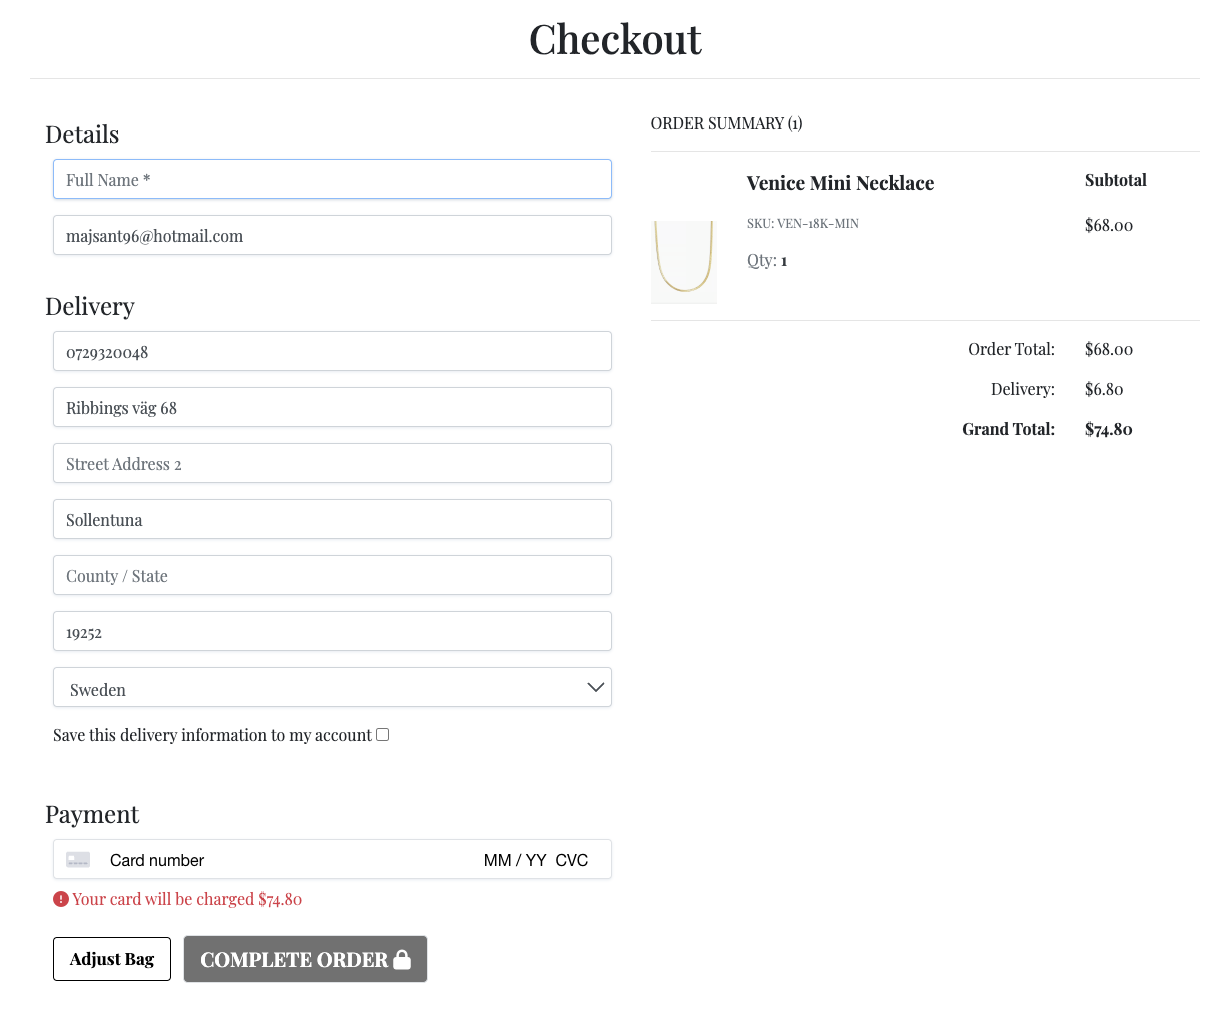 Checkout
Details
Full Name *
majsant96@hotmail.com
Delivery
0729320048
Ribbings väg 68
Street Address 2
Sollentuna
County / State
19252
Sweden
Save this delivery information to my account
Payment
Card number MM / YY CVC
Your card will be charged $74.80
Adjust Bag COMPLETE ORDER
ORDER SUMMARY (1)
Venice Mini Necklace Subtotal
SKU: VEN-18K-MIN $68.00
Qty: 1
Order Total: $68.00
Delivery: $6.80
Grand Total: $74.80